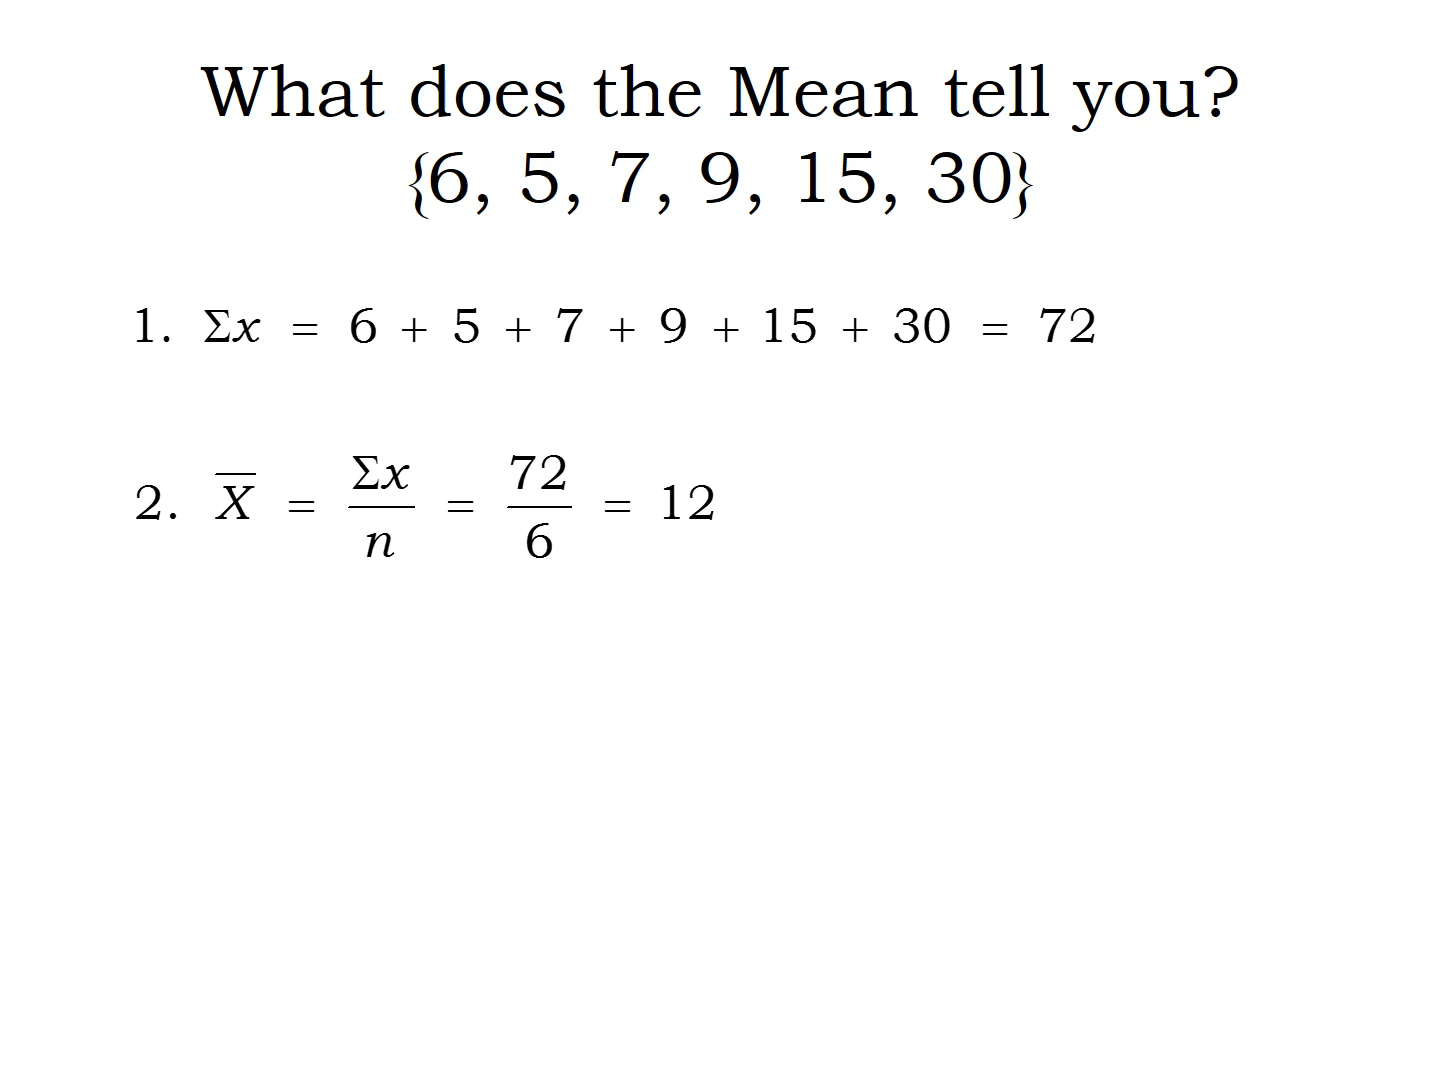 What does the Mean tell you?
{6, 5, 7, 9, 15, 30}
1. Σx = 6 + 5 + 7 + 9 + 15 + 30 = 72
2. X̅ = Σx/n = 72/6 = 12